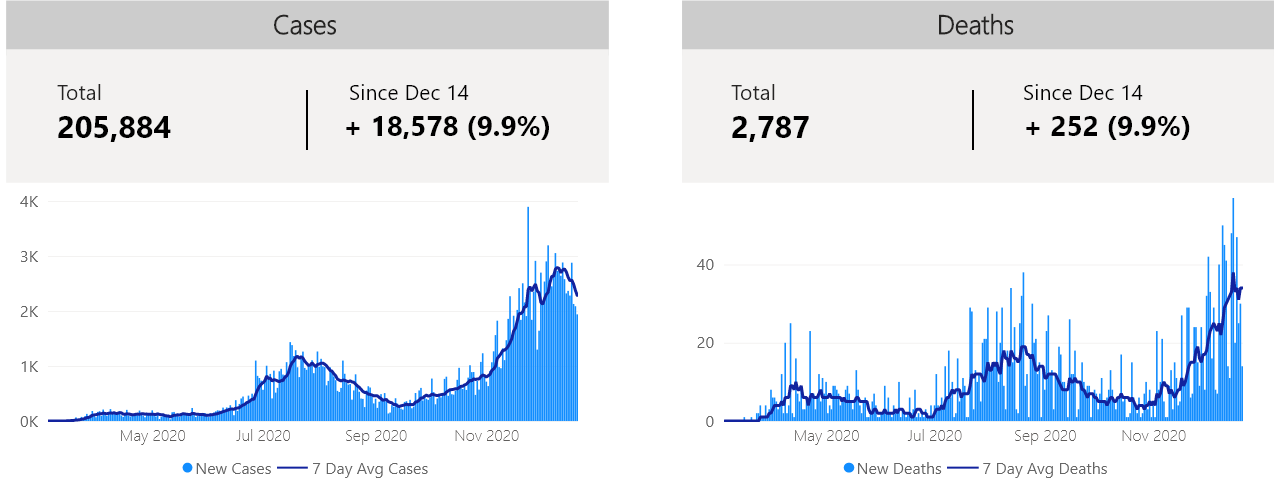 Cases
Total
205,884
Since Dec 14
+ 18,578 (9.9%)
4K
3K
2K
1K
0K
May 2020
Jul 2020
Sep 2020
Nov 2020
New Cases
7 Day Avg Cases
Deaths
Total
2,787
Since Dec 14
+ 252 (9.9%)
40
20
0
May 2020
Jul 2020
Sep 2020
Nov 2020
New Deaths
7 Day Avg Deaths